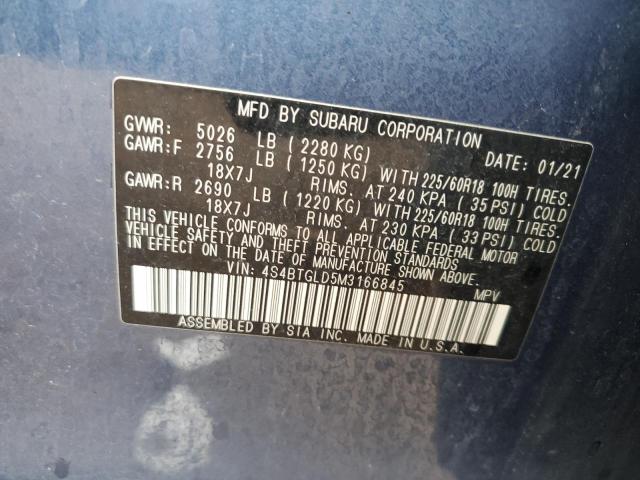 MFD BY SUBARU CORPORATION
GVWR: 5026 LB (2280 KG) DATE: 01/21
GAWR:F 2756 LB (1250 KG) WITH 225/60R18 100H TIRES.
18X7J RIMS. AT 240 KPA (35 PSI) COLD
GAWR:R 2690 LB (1220 KG) WITH 225/60R18 100H TIRES.
18X7J RIMS. AT 230 KPA (33 PSI) COLD
THIS VEHICLE CONFORMS TO ALL APPLICABLE FEDERAL MOTOR
VEHICLE SAFETY AND THEFT PREVENTION STANDARDS
IN EFFECT ON THE DATE OF MANUFACTURE SHOWN ABOVE.
VIN: 4S4BTGLD5M3166845 MPV
ASSEMBLED BY SIA INC. MADE IN U.S.A.